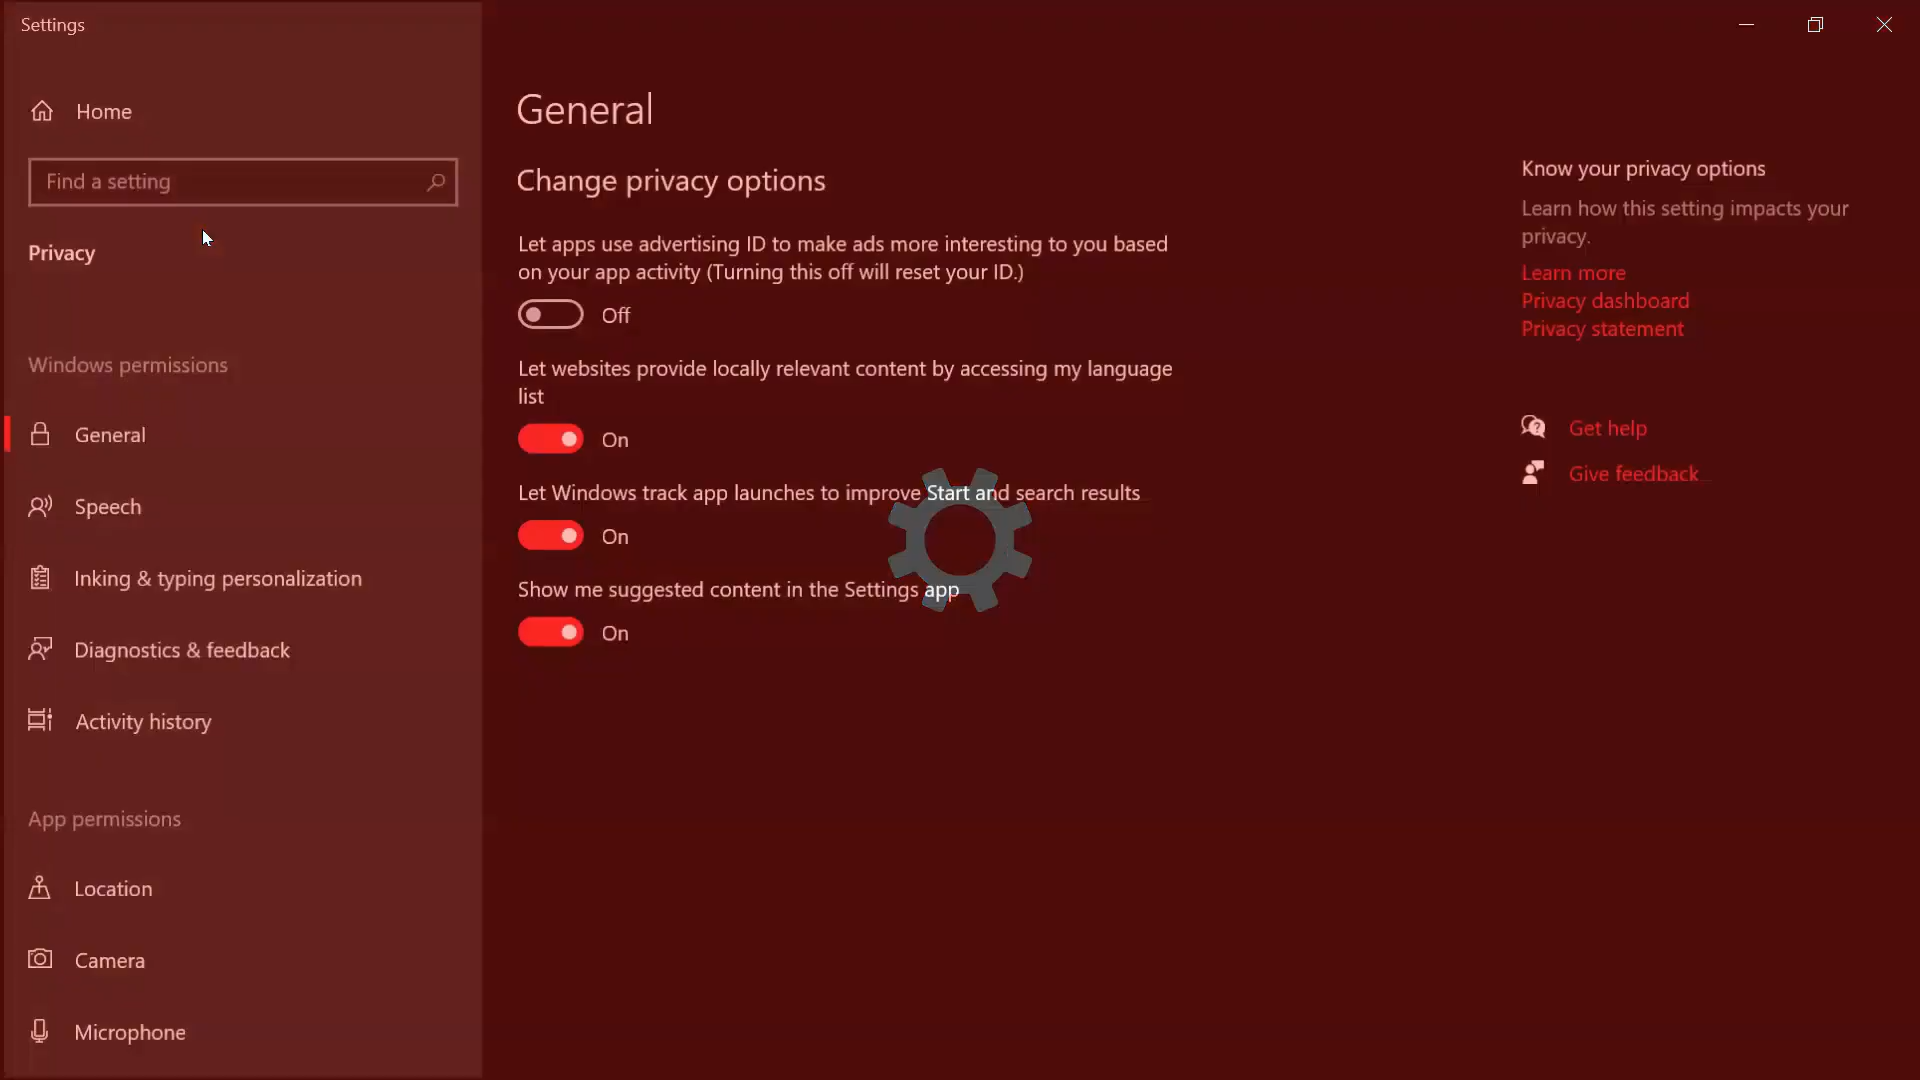 Settings
Home
Find a setting
Privacy
Windows permissions
General
Speech
Inking & typing personalization
Diagnostics & feedback
Activity history
App permissions
Location
Camera
Microphone
General
Change privacy options
Let apps use advertising ID to make ads more interesting to you based
on your app activity (Turning this off will reset your ID.)
Off
Let websites provide locally relevant content by accessing my language
list
On
Let Windows track app launches to improve Start and search results
On
Show me suggested content in the Settings app
On
Know your privacy options
Learn how this setting impacts your
privacy.
Learn more
Privacy dashboard
Privacy statement
Get help
Give feedback